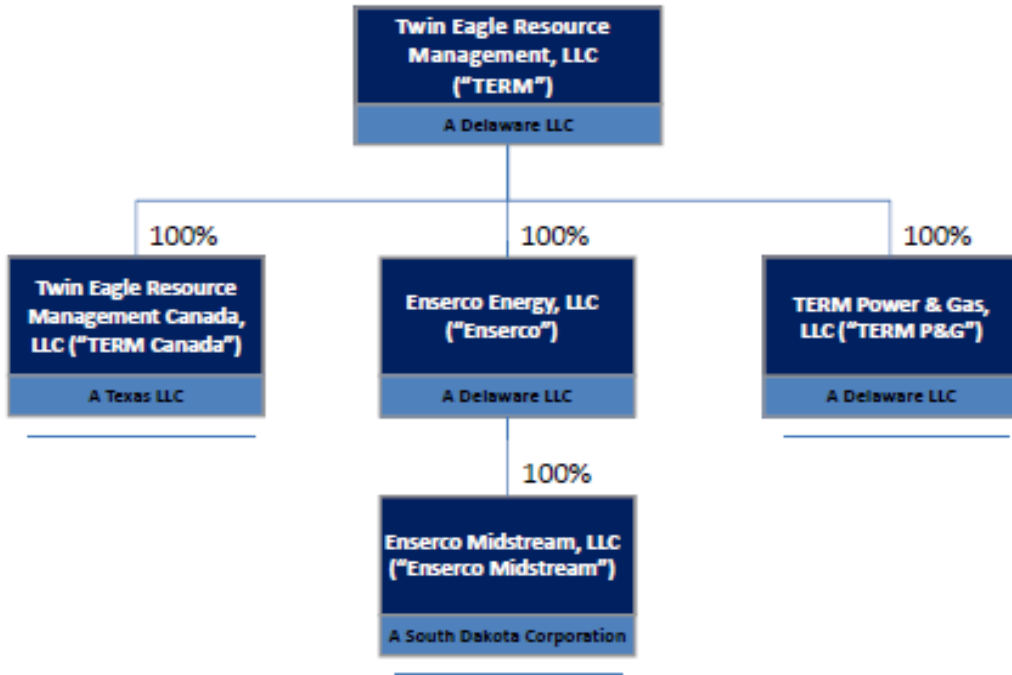 Twin Eagle Resource
Management, LLC
(“TERM”)
A Delaware LLC
100%
100%
100%
Twin Eagle Resource
Management Canada,
LLC (“TERM Canada”)
A Texas LLC
Enserco Energy, LLC
(“Enserco”)
A Delaware LLC
TERM Power & Gas,
LLC (“TERM P&G”)
A Delaware LLC
100%
Enserco Midstream, LLC
(“Enserco Midstream”)
A South Dakota Corporation